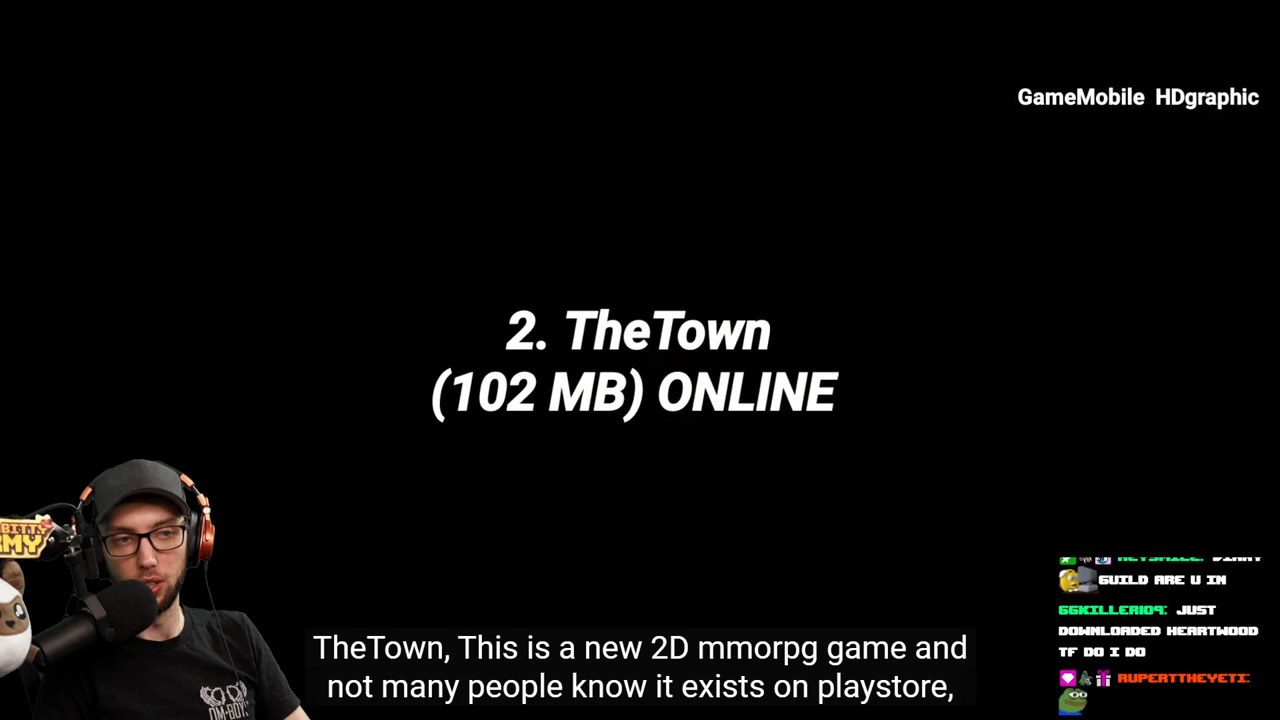 GameMobile HDgraphic
2. TheTown
(102 MB) ONLINE
BITTY
TheTown, This is a new 2D mmorpg game and
not many people know it exists on playstore,
GUILD ARE U IN
66KILLER109: JUST
DOWNLOADED HEARTWOOD
TF DO I DO
RUPERTTHEYETI: